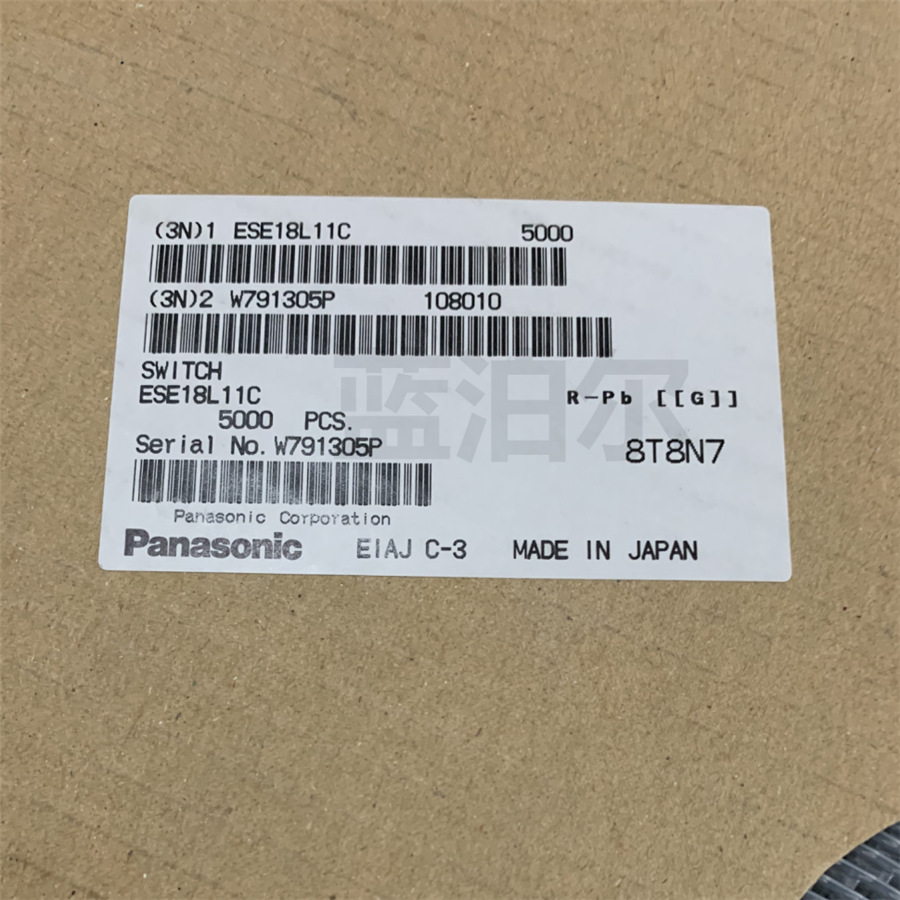 (3N)1 ESE18L11C 5000
(3N)2 W791305P 108010
SWITCH
ESE18L11C
R-Pb [[G]]
5000 PCS.
Serial No. W791305P
8T8N7
蓝泊尔
Panasonic Corporation
Panasonic EIAJ C-3 MADE IN JAPAN